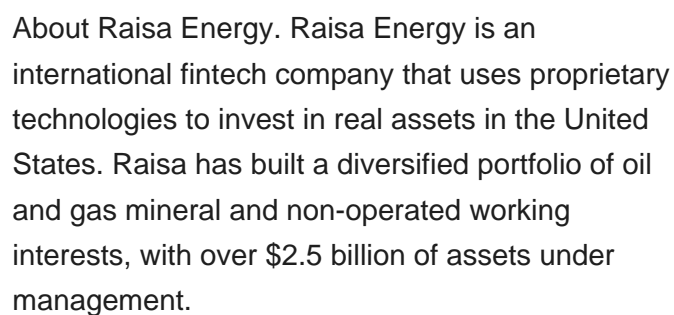 About Raisa Energy. Raisa Energy is an
international fintech company that uses proprietary
technologies to invest in real assets in the United
States. Raisa has built a diversified portfolio of oil
and gas mineral and non-operated working
interests, with over $2.5 billion of assets under
management.